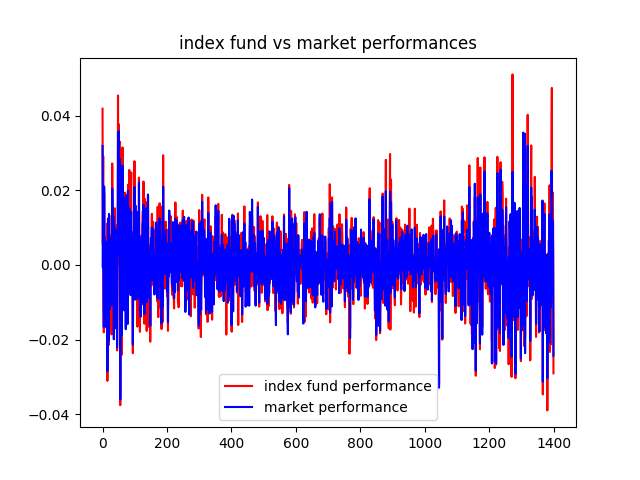 index fund vs market performances
0.04
0.02
0.00
−0.02
−0.04
index fund performance
market performance
0 200 400 600 800 1000 1200 1400